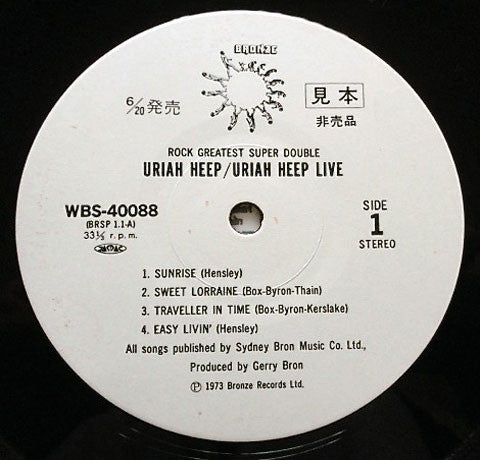 BRONZE
6/20発売
見本
非売品
ROCK GREATEST SUPER DOUBLE
URIAH HEEP/URIAH HEEP LIVE
WBS-40088
(BRSP 1.1-A)
33⅓ r.p.m.
SIDE
1
STEREO
1. SUNRISE (Hensley)
2. SWEET LORRAINE (Box-Byron-Thain)
3. TRAVELLER IN TIME (Box-Byron-Kerslake)
4. EASY LIVIN' (Hensley)
All songs published by Sydney Bron Music Co. Ltd.,
Produced by Gerry Bron
Ⓟ 1973 Bronze Records Ltd.